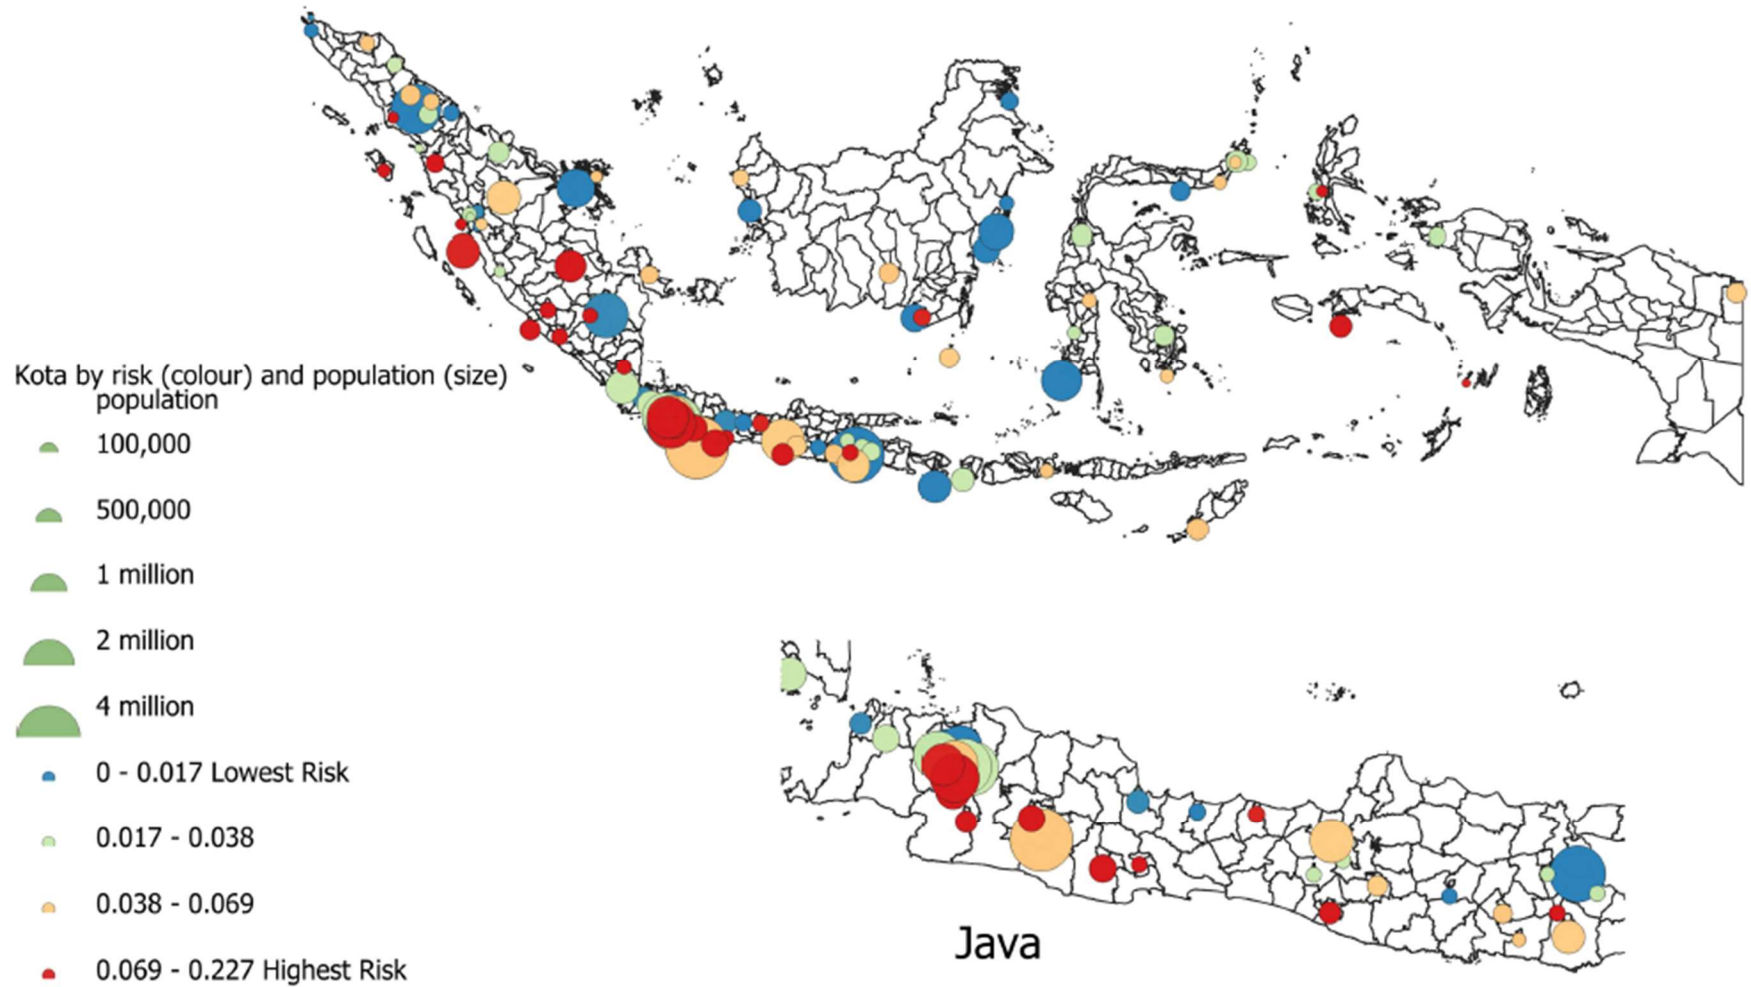 Kota by risk (colour) and population (size)
population
100,000
500,000
1 million
2 million
4 million
0 - 0.017 Lowest Risk
0.017 - 0.038
0.038 - 0.069
0.069 - 0.227 Highest Risk
Java